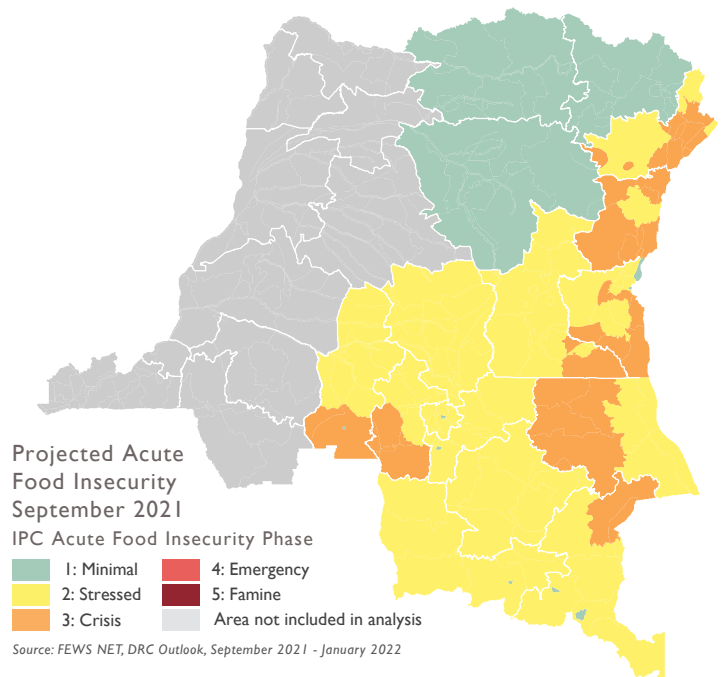 Projected Acute
Food Insecurity
September 2021
IPC Acute Food Insecurity Phase
1: Minimal
2: Stressed
3: Crisis
4: Emergency
5: Famine
Area not included in analysis
Source: FEWS NET, DRC Outlook, September 2021 - January 2022